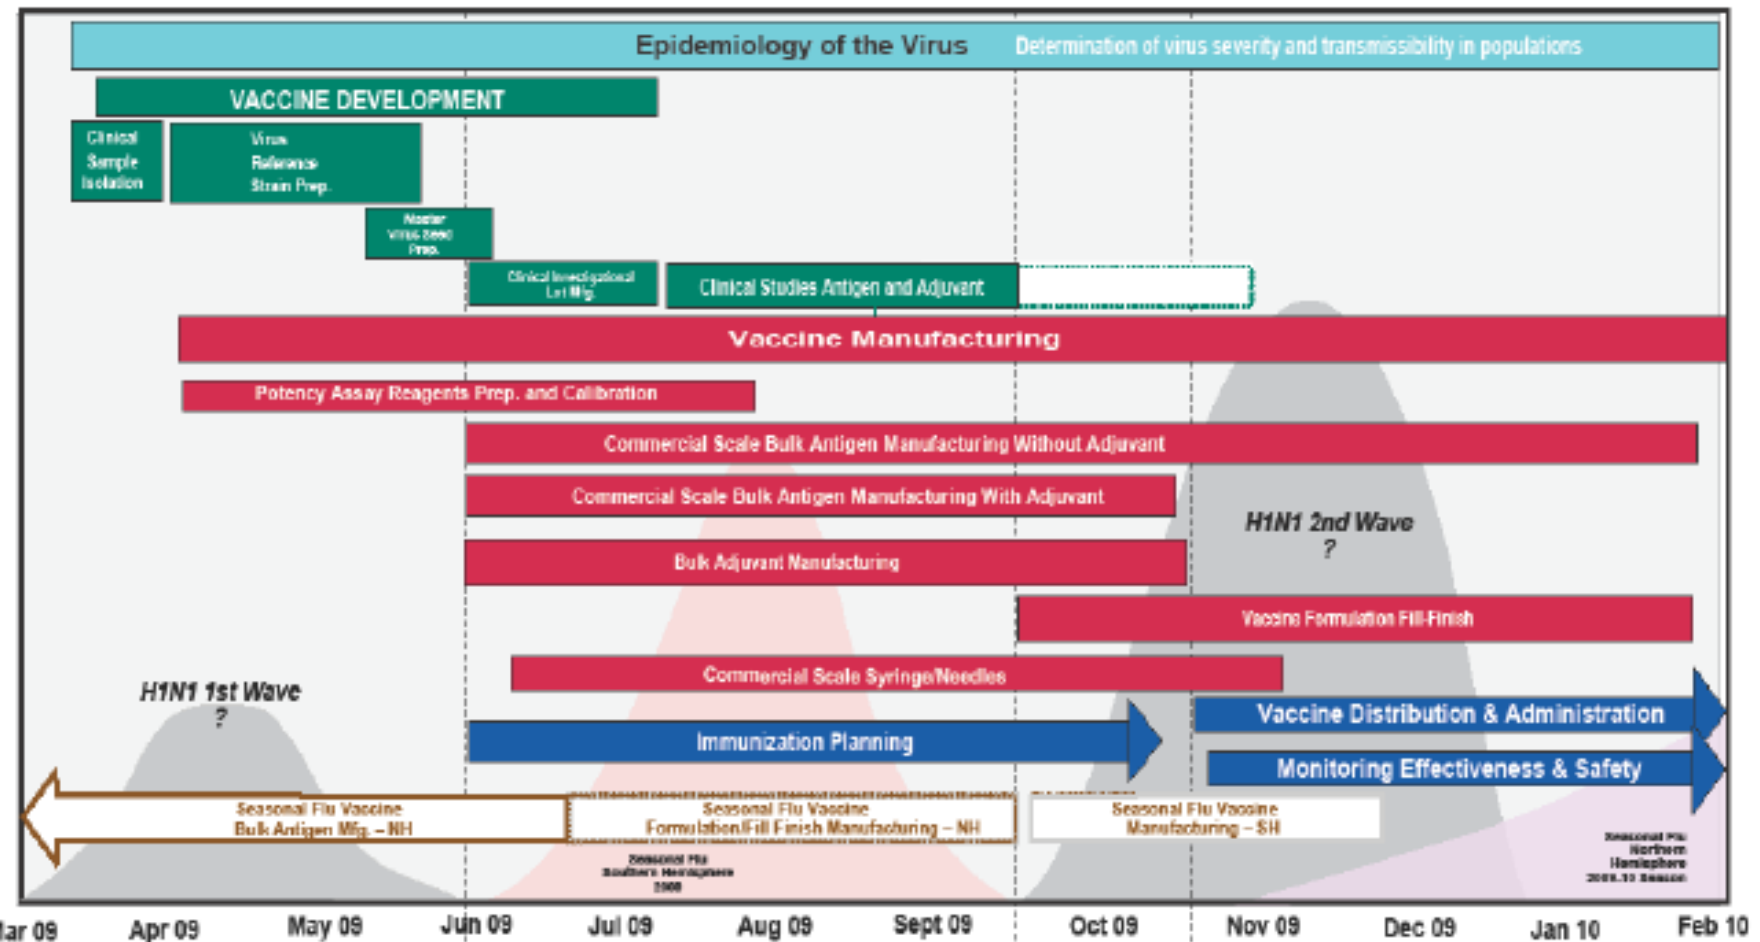 Epidemiology of the Virus Determination of virus severity and transmissibility in populations
VACCINE DEVELOPMENT
Clinical
Sample
Isolation
Virus
Reference
Strain Prep.
Master
Virus Seed
Prep.
Clinical Investigational
Lot Mfg.
Clinical Studies Antigen and Adjuvant
Vaccine Manufacturing
Potency Assay Reagents Prep. and Calibration
Commercial Scale Bulk Antigen Manufacturing Without Adjuvant
Commercial Scale Bulk Antigen Manufacturing With Adjuvant
H1N1 2nd Wave
?
Bulk Adjuvant Manufacturing
Vaccine Formulation Fill-Finish
Commercial Scale Syringe/Needles
H1N1 1st Wave
?
Vaccine Distribution & Administration
Immunization Planning
Monitoring Effectiveness & Safety
Seasonal Flu Vaccine
Bulk Antigen Mfg. – NH
Seasonal Flu Vaccine
Formulation/Fill Finish Manufacturing – NH
Seasonal Flu Vaccine
Manufacturing – SH
Seasonal Flu
Southern Hemisphere
Seasonal Flu
Northern
Hemisphere
Season
ar 09 Apr 09 May 09 Jun 09 Jul 09 Aug 09 Sept 09 Oct 09 Nov 09 Dec 09 Jan 10 Feb 10